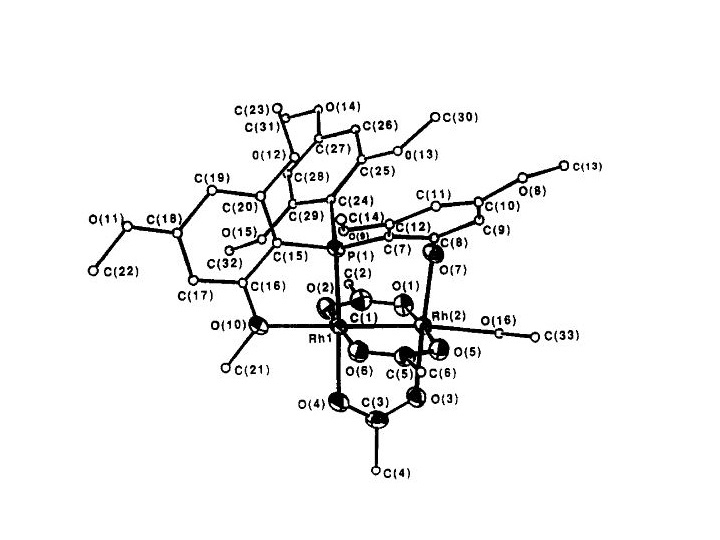 C(23) O(14)
C(31) C(26) C(30)
O(12) C(27) O(13)
C(28) C(25) C(13)
C(19) C(11) O(8)
C(20) C(24) C(10)
C(29) C(14) C(12) C(9)
O(11) C(18) O(15) O(9) C(7) C(8)
C(32) C(15) P(1) O(7)
C(22) C(16) C(2)
C(17) O(2) O(1)
O(10) C(1) Rh(2) O(16)
Rh1 C(33)
O(6) C(5) O(5)
C(21) C(6)
O(4) C(3) O(3)
C(4)